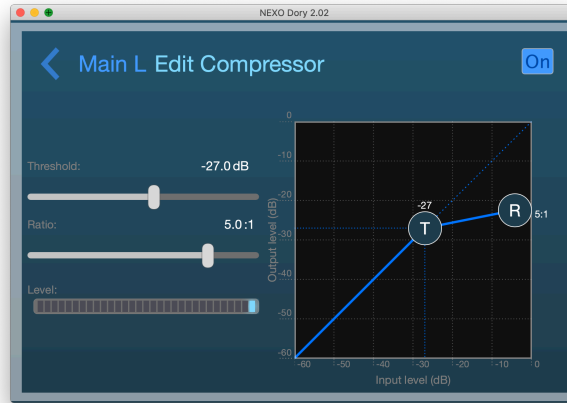 NEXO Dory 2.02
Main L Edit Compressor
On
Threshold: -27.0 dB
Ratio: 5.0:1
Level:
Output level (dB)
0
-10
-20
-30
-40
-50
-60
-27
T
R
5:1
-60 -50 -40 -30 -20 -10 0
Input level (dB)